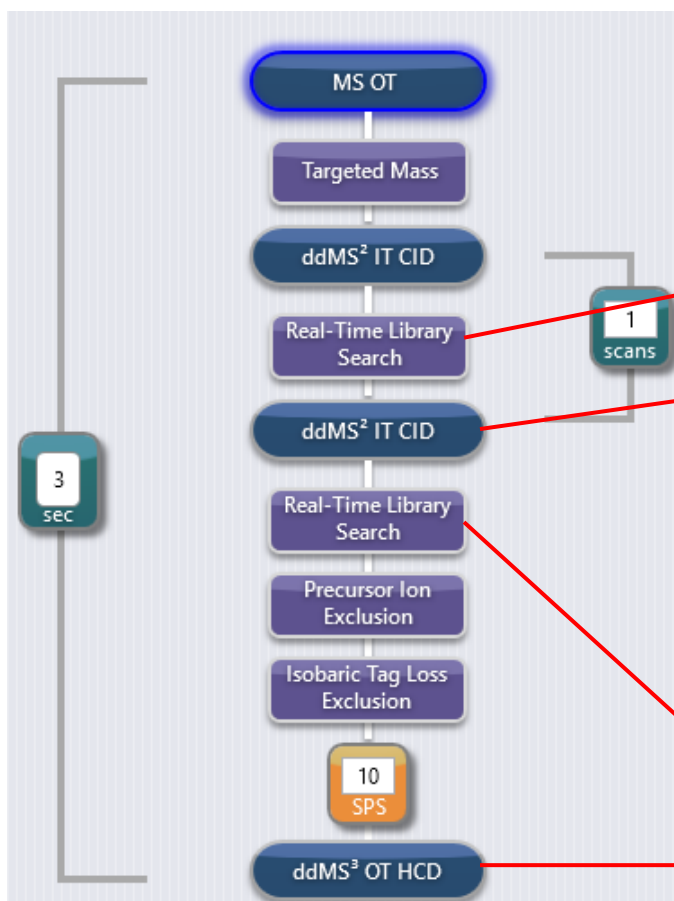 MS OT
Targeted Mass
ddMS² IT CID
Real-Time Library
Search
1
scans
ddMS² IT CID
3
sec
Real-Time Library
Search
Precursor Ion
Exclusion
Isobaric Tag Loss
Exclusion
10
SPS
ddMS³ OT HCD